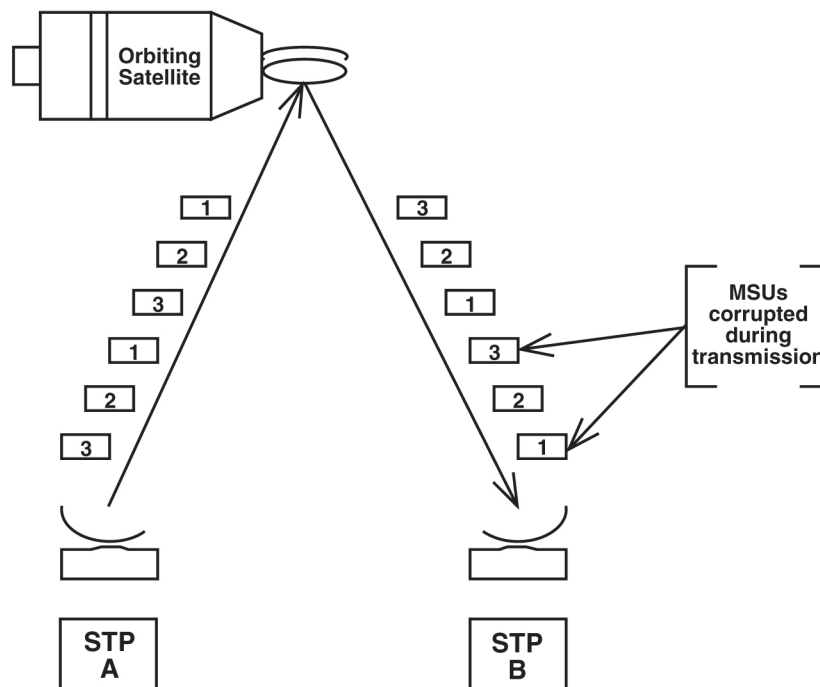 Orbiting
Satellite
1
2
3
1
2
3
3
2
1
3
2
1
MSUs
corrupted
during
transmission
STP
A
STP
B